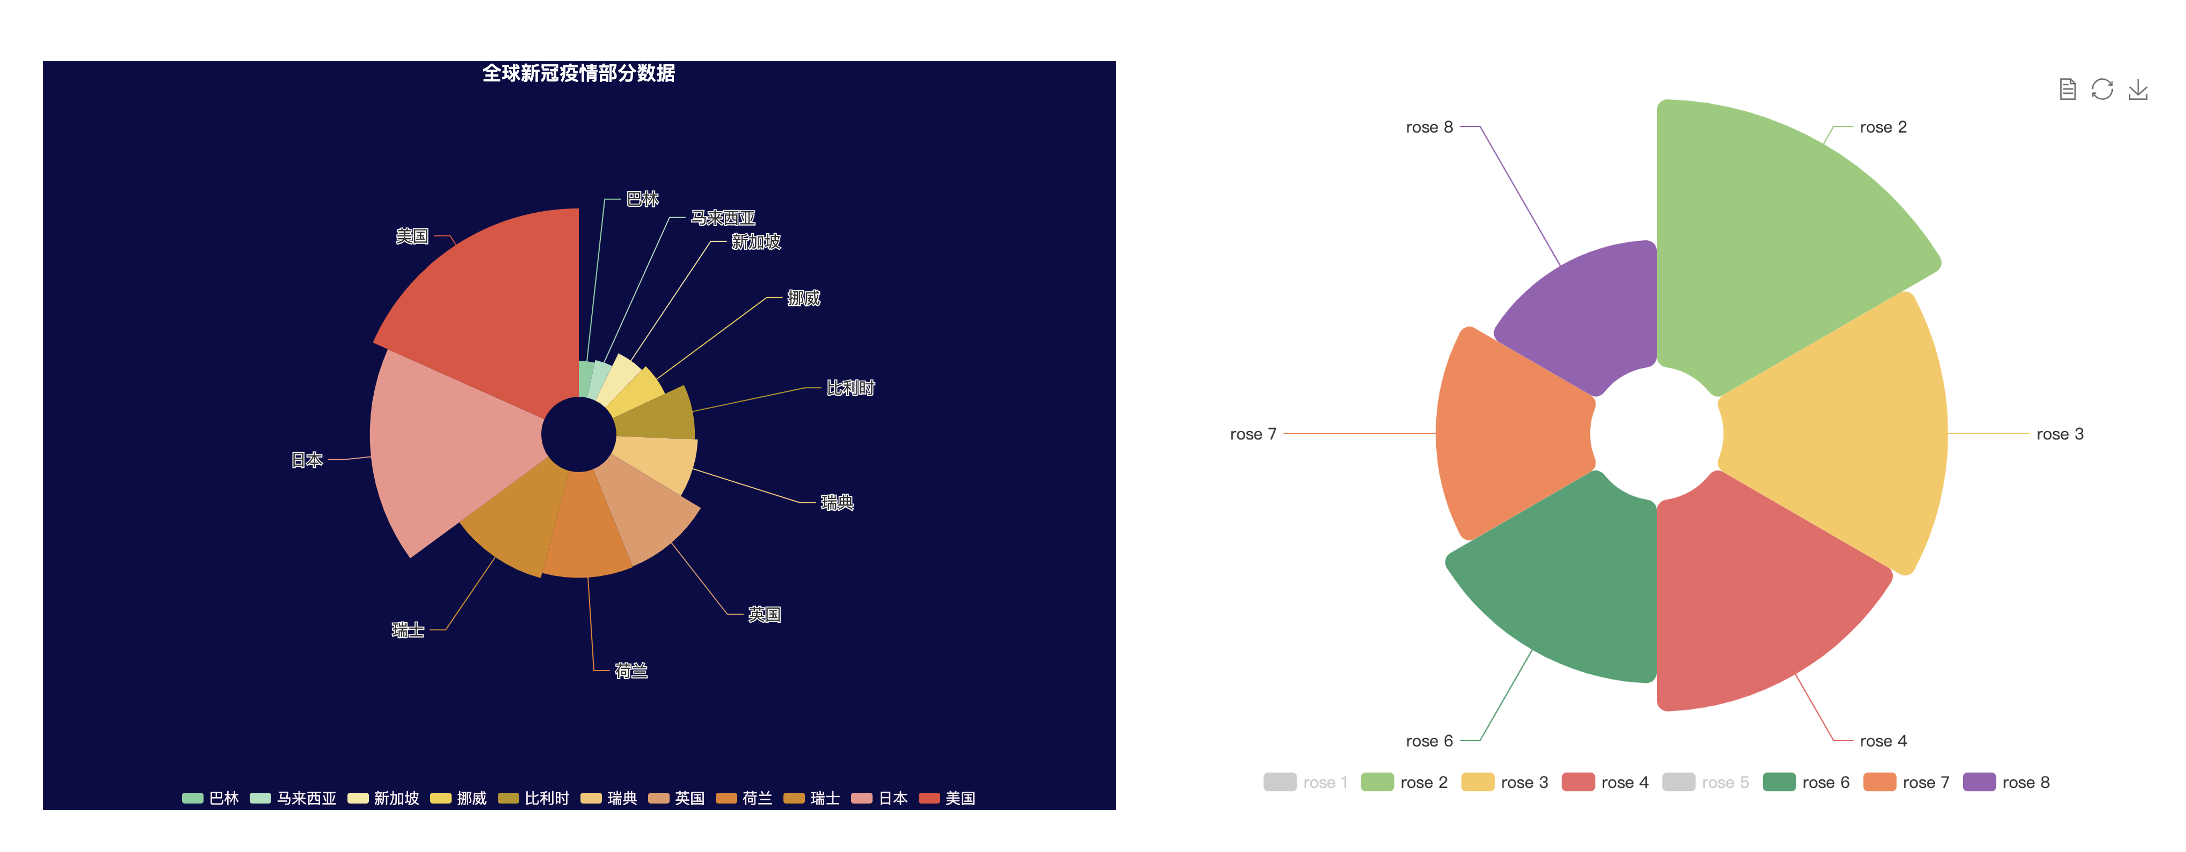 全球新冠疫情部分数据
巴林
马来西亚
新加坡
美国
挪威
比利时
日本
瑞典
英国
瑞士
荷兰
巴林 马来西亚 新加坡 挪威 比利时 瑞典 英国 荷兰 瑞士 日本 美国
rose 8
rose 2
rose 7
rose 3
rose 6
rose 4
rose 1 rose 2 rose 3 rose 4 rose 5 rose 6 rose 7 rose 8